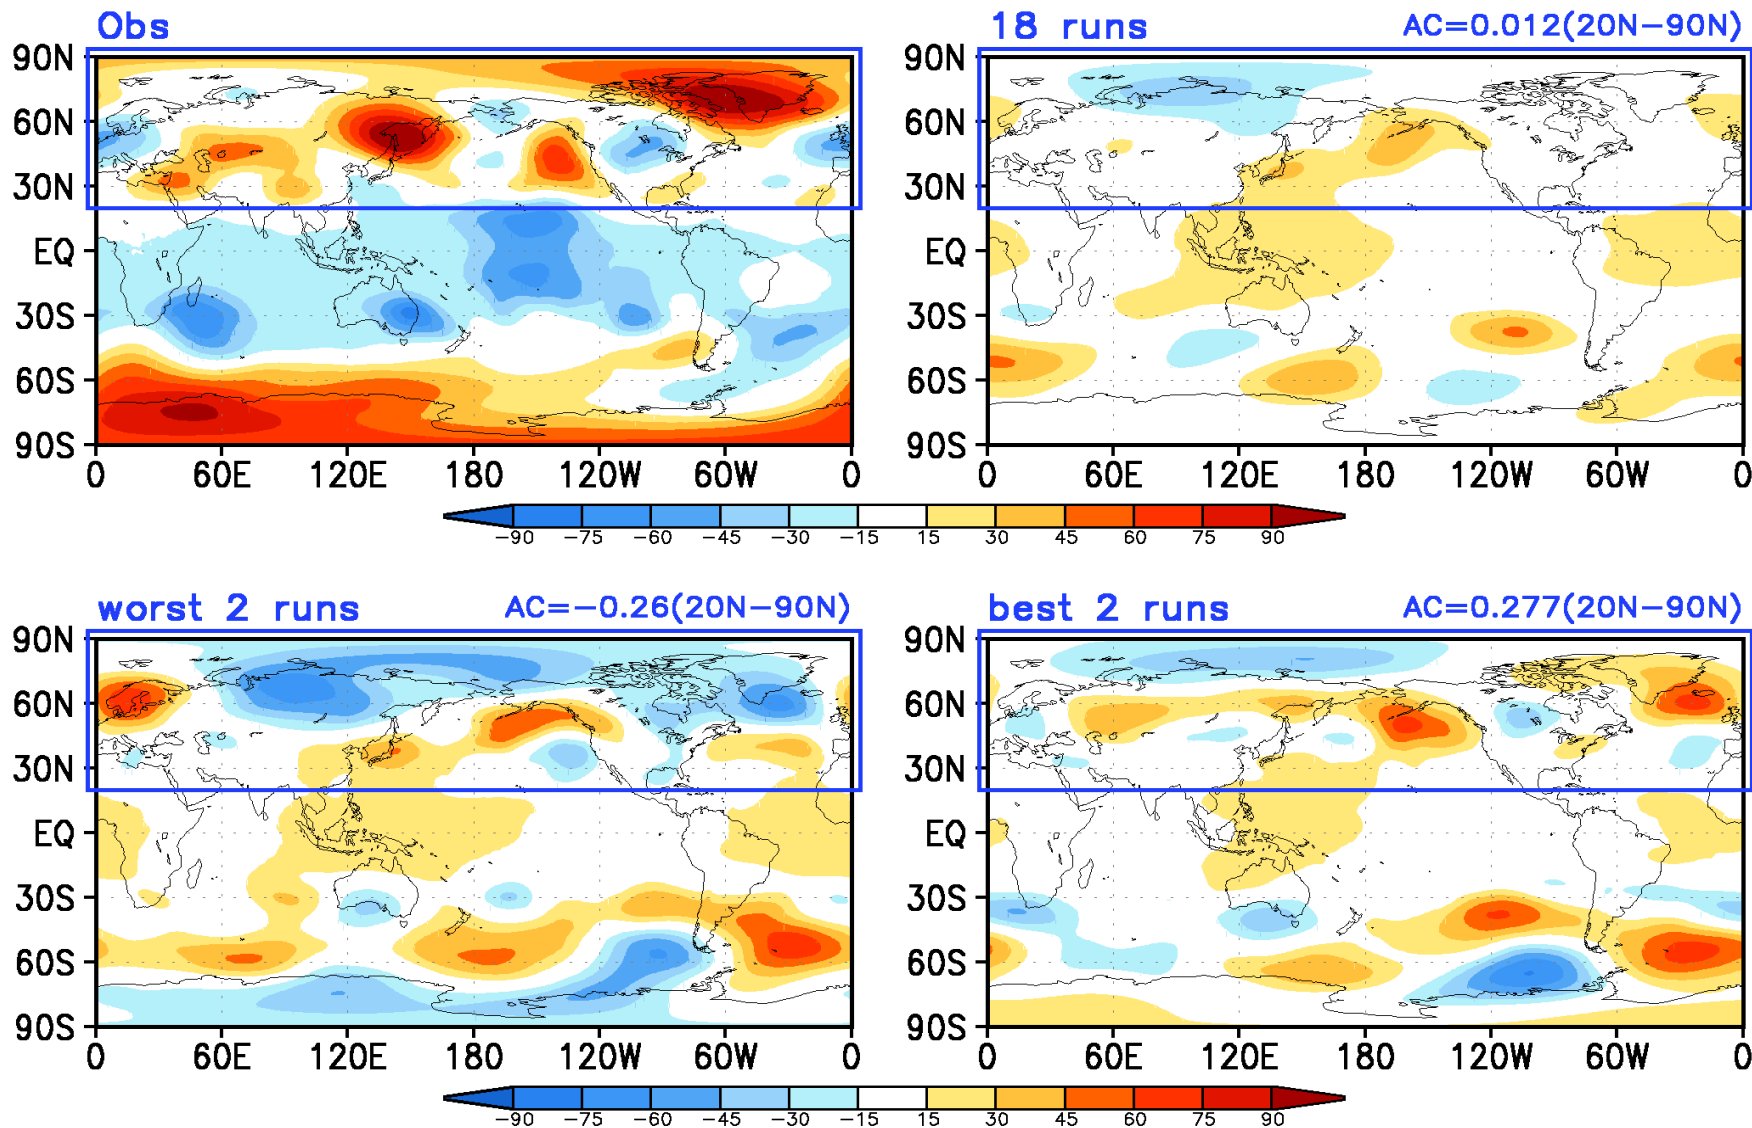 Obs
18 runs AC=0.012(20N−90N)
90N 60N 30N EQ 30S 60S 90S
0 60E 120E 180 120W 60W 0
90N 60N 30N EQ 30S 60S 90S
0 60E 120E 180 120W 60W 0
−90 −75 −60 −45 −30 −15 15 30 45 60 75 90
worst 2 runs AC=−0.26(20N−90N)
best 2 runs AC=0.277(20N−90N)
90N 60N 30N EQ 30S 60S 90S
0 60E 120E 180 120W 60W 0
90N 60N 30N EQ 30S 60S 90S
0 60E 120E 180 120W 60W 0
−90 −75 −60 −45 −30 −15 15 30 45 60 75 90